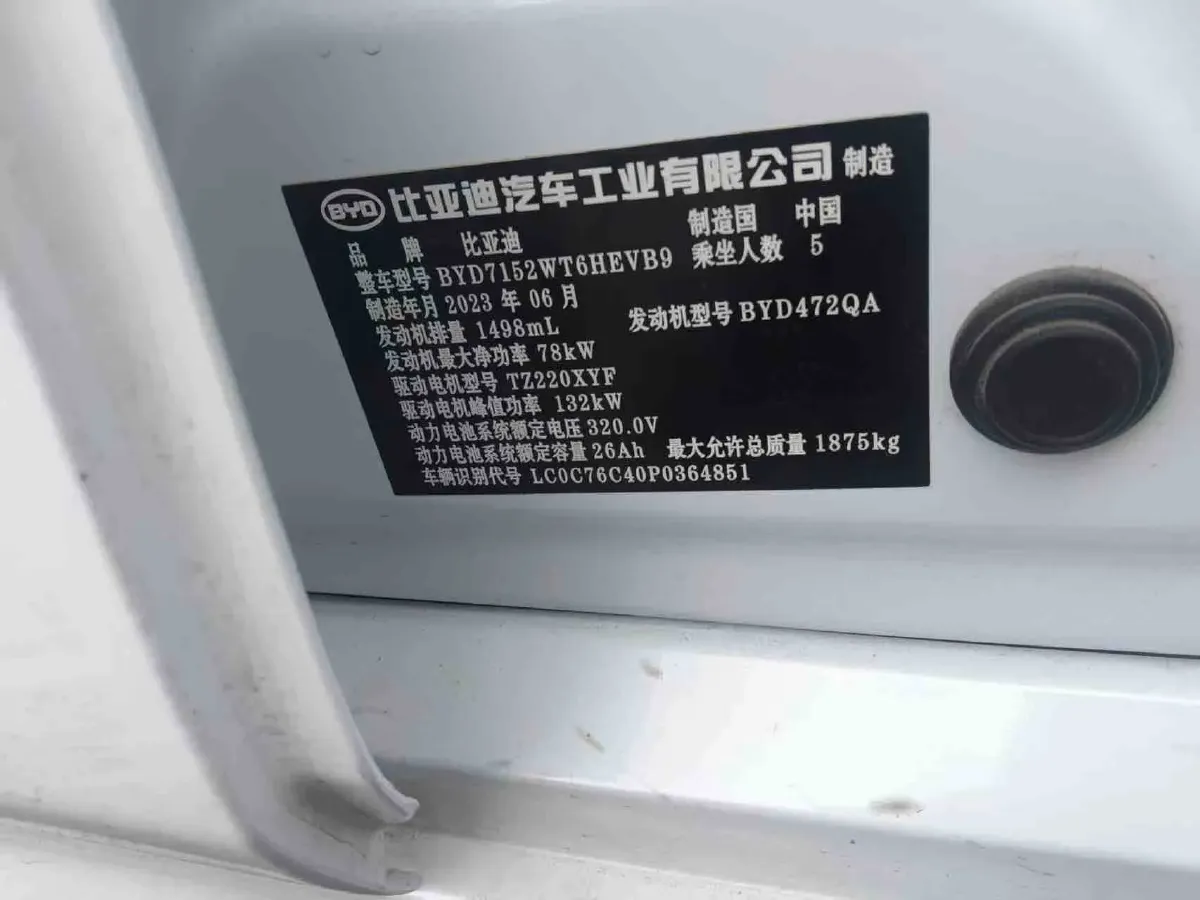 BYD 比亚迪汽车工业有限公司 制造
品 牌 比亚迪 制造国 中国
整车型号 BYD7152WT6HEVB9 乘坐人数 5
制造年月 2023 年 06 月
发动机排量 1498mL 发动机型号 BYD472QA
发动机最大净功率 78kW
驱动电机型号 TZ220XYF
驱动电机峰值功率 132kW
动力电池系统额定电压 320.0V
动力电池系统额定容量 26Ah 最大允许总质量 1875kg
车辆识别代号 LC0C76C40P0364851